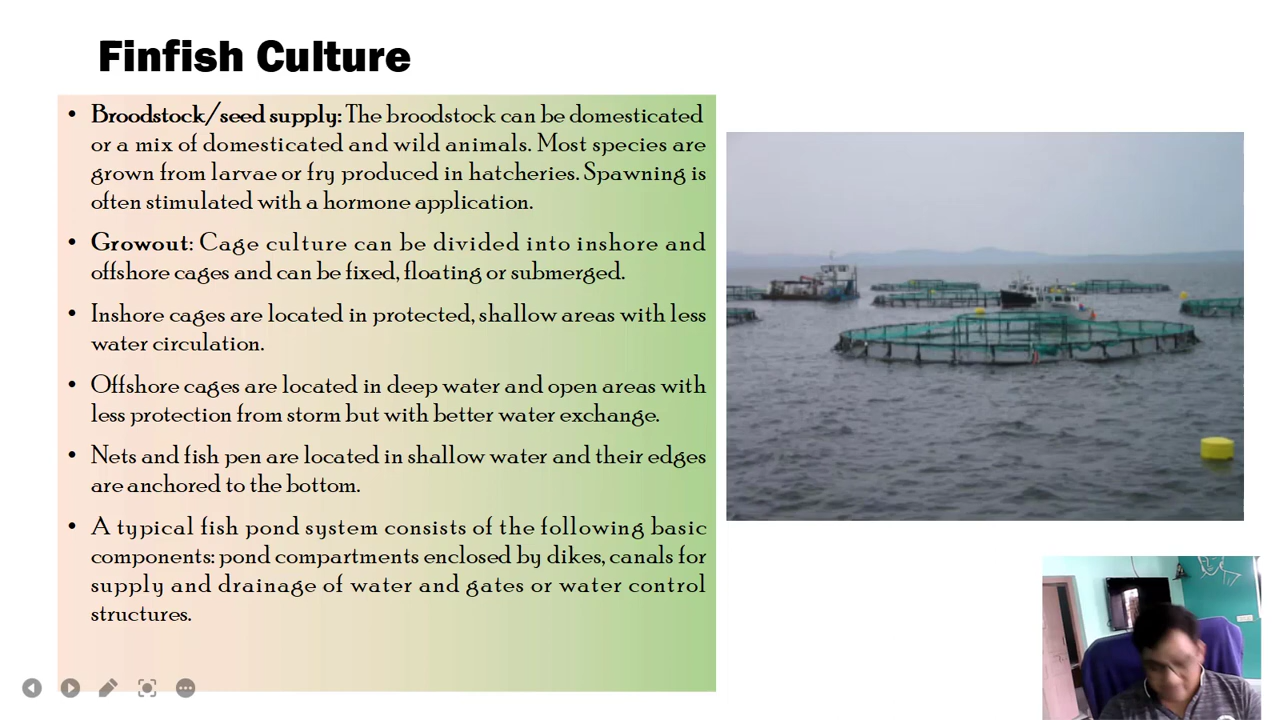 Finfish Culture
• Broodstock/seed supply: The broodstock can be domesticated
or a mix of domesticated and wild animals. Most species are
grown from larvae or fry produced in hatcheries. Spawning is
often stimulated with a hormone application.
• Growout: Cage culture can be divided into inshore and
offshore cages and can be fixed, floating or submerged.
• Inshore cages are located in protected, shallow areas with less
water circulation.
• Offshore cages are located in deep water and open areas with
less protection from storm but with better water exchange.
• Nets and fish pen are located in shallow water and their edges
are anchored to the bottom.
• A typical fish pond system consists of the following basic
components: pond compartments enclosed by dikes, canals for
supply and drainage of water and gates or water control
structures.